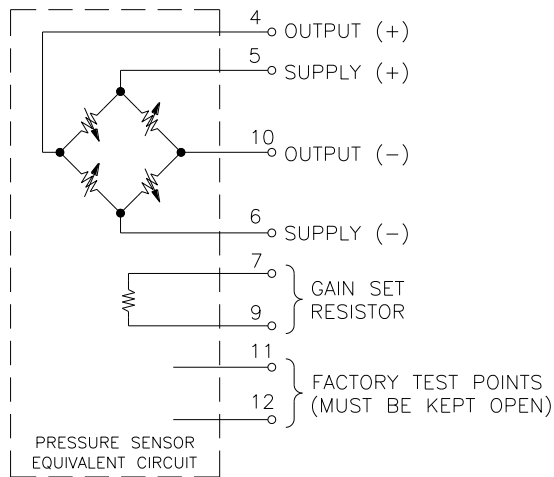 4
OUTPUT (+)
5
SUPPLY (+)
10
OUTPUT (−)
6
SUPPLY (−)
7
GAIN SET
RESISTOR
9
11
FACTORY TEST POINTS
(MUST BE KEPT OPEN)
12
PRESSURE SENSOR
EQUIVALENT CIRCUIT